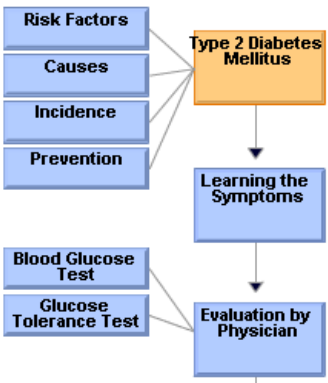 Risk Factors
Causes
Incidence
Prevention
Type 2 Diabetes
Mellitus
Learning the
Symptoms
Blood Glucose
Test
Glucose
Tolerance Test
Evaluation by
Physician